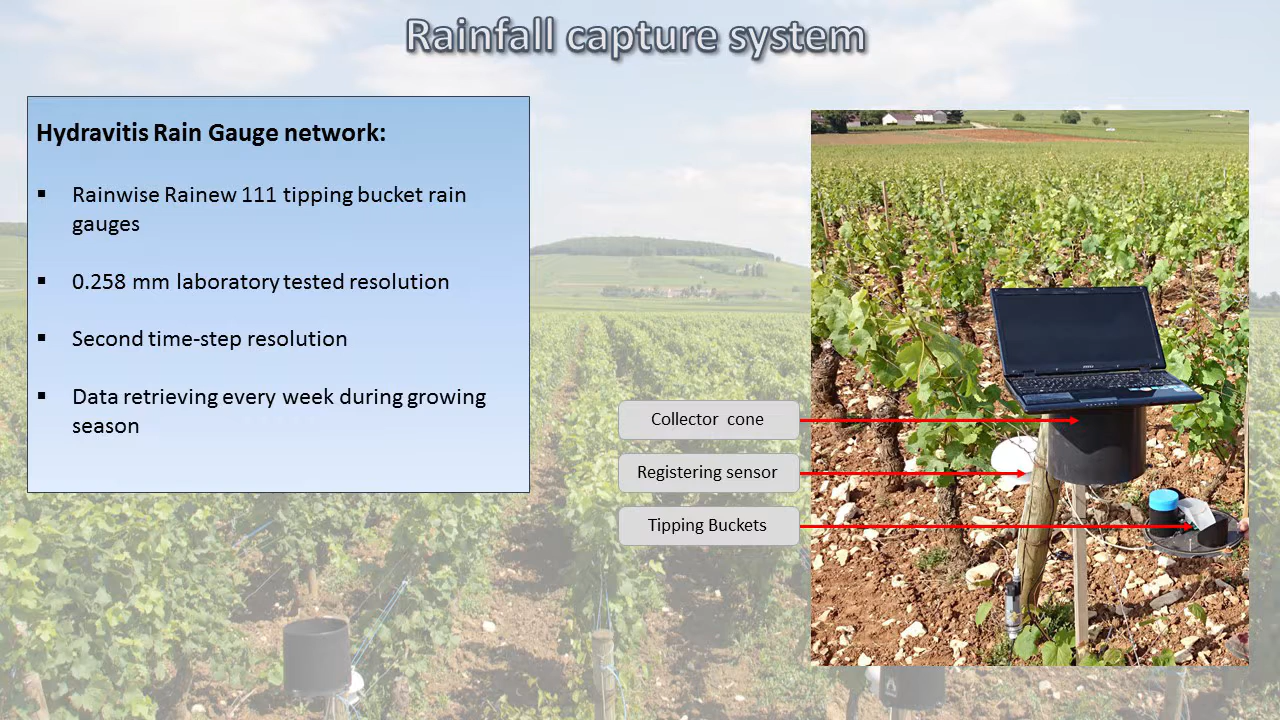 Rainfall capture system
Hydravitis Rain Gauge network:
▪ Rainwise Rainew 111 tipping bucket rain
gauges
▪ 0.258 mm laboratory tested resolution
▪ Second time-step resolution
▪ Data retrieving every week during growing
season
Collector cone
Registering sensor
Tipping Buckets